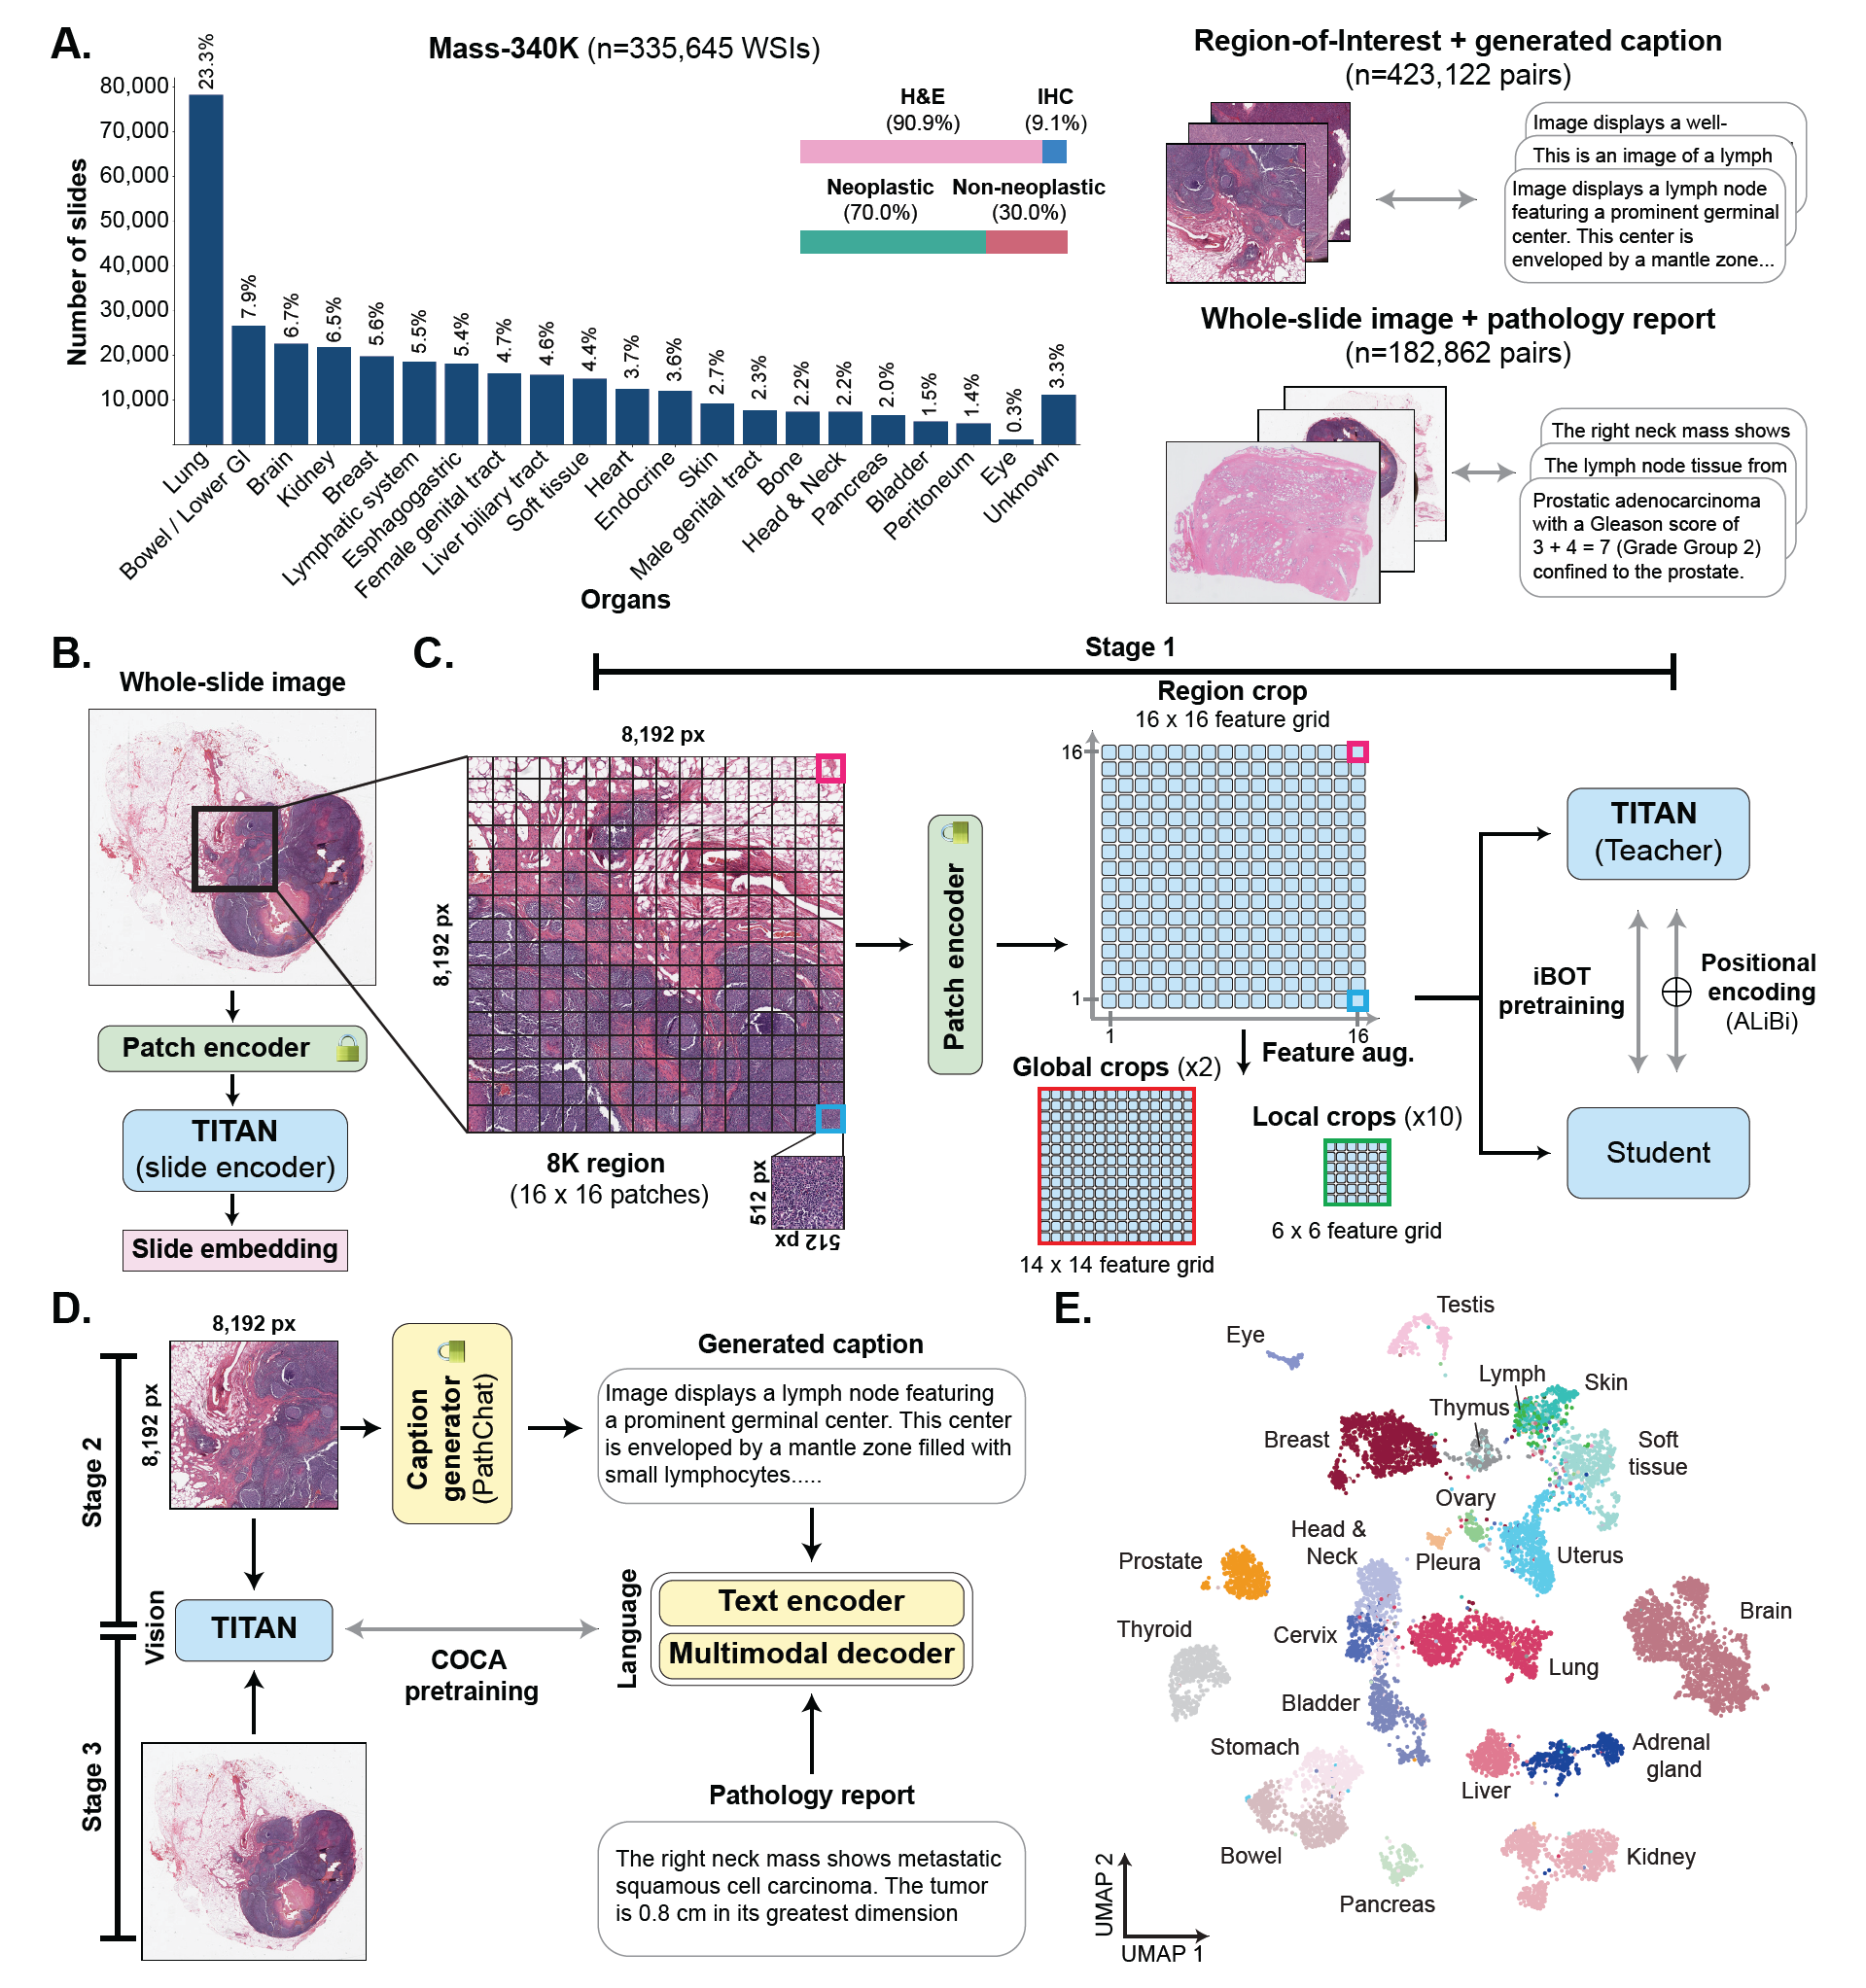 A.
Mass-340K (n=335,645 WSIs)
Number of slides
80,000
70,000
60,000
50,000
40,000
30,000
20,000
10,000
23.3%
7.9%
6.7%
6.5%
5.6%
5.5%
5.4%
4.7%
4.6%
4.4%
3.7%
3.6%
2.7%
2.3%
2.2%
2.2%
2.0%
1.5%
1.4%
0.3%
3.3%
Lung
Bowel / Lower GI
Brain
Kidney
Breast
Lymphatic system
Esphagogastric
Female genital tract
Liver biliary tract
Soft tissue
Heart
Endocrine
Skin
Male genital tract
Bone
Head & Neck
Pancreas
Bladder
Peritoneum
Eye
Unknown
Organs
H&E
(90.9%)
IHC
(9.1%)
Neoplastic
(70.0%)
Non-neoplastic
(30.0%)
Region-of-Interest + generated caption
(n=423,122 pairs)
Image displays a well-
This is an image of a lymph
Image displays a lymph node
featuring a prominent germinal
center. This center is
enveloped by a mantle zone...
Whole-slide image + pathology report
(n=182,862 pairs)
The right neck mass shows
The lymph node tissue from
Prostatic adenocarcinoma
with a Gleason score of
3 + 4 = 7 (Grade Group 2)
confined to the prostate.
B.
Whole-slide image
Patch encoder
TITAN
(slide encoder)
Slide embedding
C.
Stage 1
8,192 px
8,192 px
8K region
(16 x 16 patches)
512 px
512 px
Patch encoder
Region crop
16 x 16 feature grid
16
1
1
16
Feature aug.
Global crops (x2)
14 x 14 feature grid
Local crops (x10)
6 x 6 feature grid
TITAN
(Teacher)
iBOT
pretraining
Positional
encoding
(ALiBi)
Student
D.
Stage 2
Stage 3
8,192 px
8,192 px
Caption
generator
(PathChat)
Generated caption
Image displays a lymph node featuring
a prominent germinal center. This center
is enveloped by a mantle zone filled with
small lymphocytes.....
Vision
TITAN
COCA
pretraining
Language
Text encoder
Multimodal decoder
Pathology report
The right neck mass shows metastatic
squamous cell carcinoma. The tumor
is 0.8 cm in its greatest dimension
E.
Testis
Eye
Lymph
Skin
Thymus
Breast
Soft
tissue
Ovary
Head &
Neck
Pleura
Uterus
Prostate
Brain
Thyroid
Cervix
Lung
Bladder
Stomach
Adrenal
gland
Liver
Bowel
Kidney
Pancreas
UMAP 2
UMAP 1